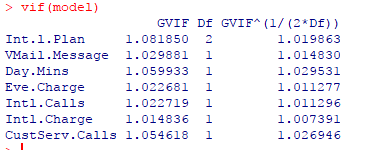 > vif(model)
GVIF Df GVIF^(1/(2*Df))
Int.l.Plan 1.081850 2 1.019863
VMail.Message 1.029881 1 1.014830
Day.Mins 1.059933 1 1.029531
Eve.Charge 1.022681 1 1.011277
Intl.Calls 1.022719 1 1.011296
Intl.Charge 1.014836 1 1.007391
CustServ.Calls 1.054618 1 1.026946
>